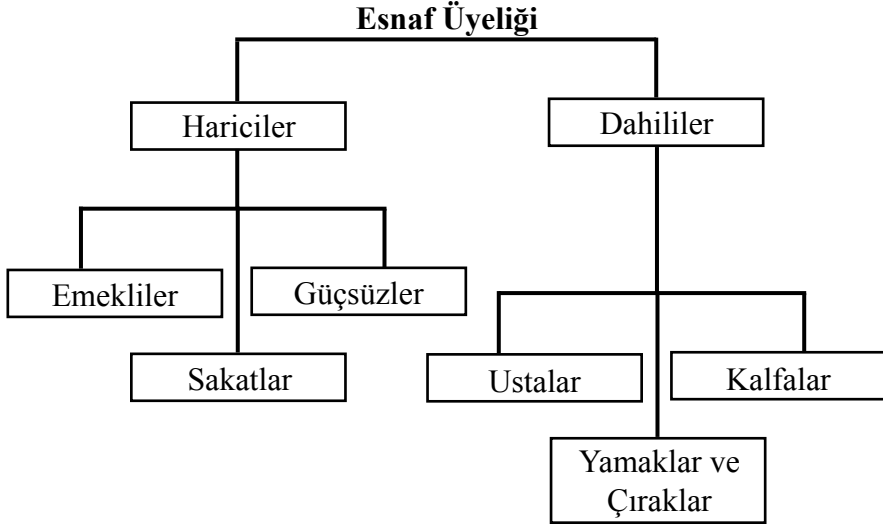 Esnaf Üyeliği
Hariciler
Dahililer
Emekliler
Güçsüzler
Sakatlar
Ustalar
Kalfalar
Yamaklar ve
Çıraklar